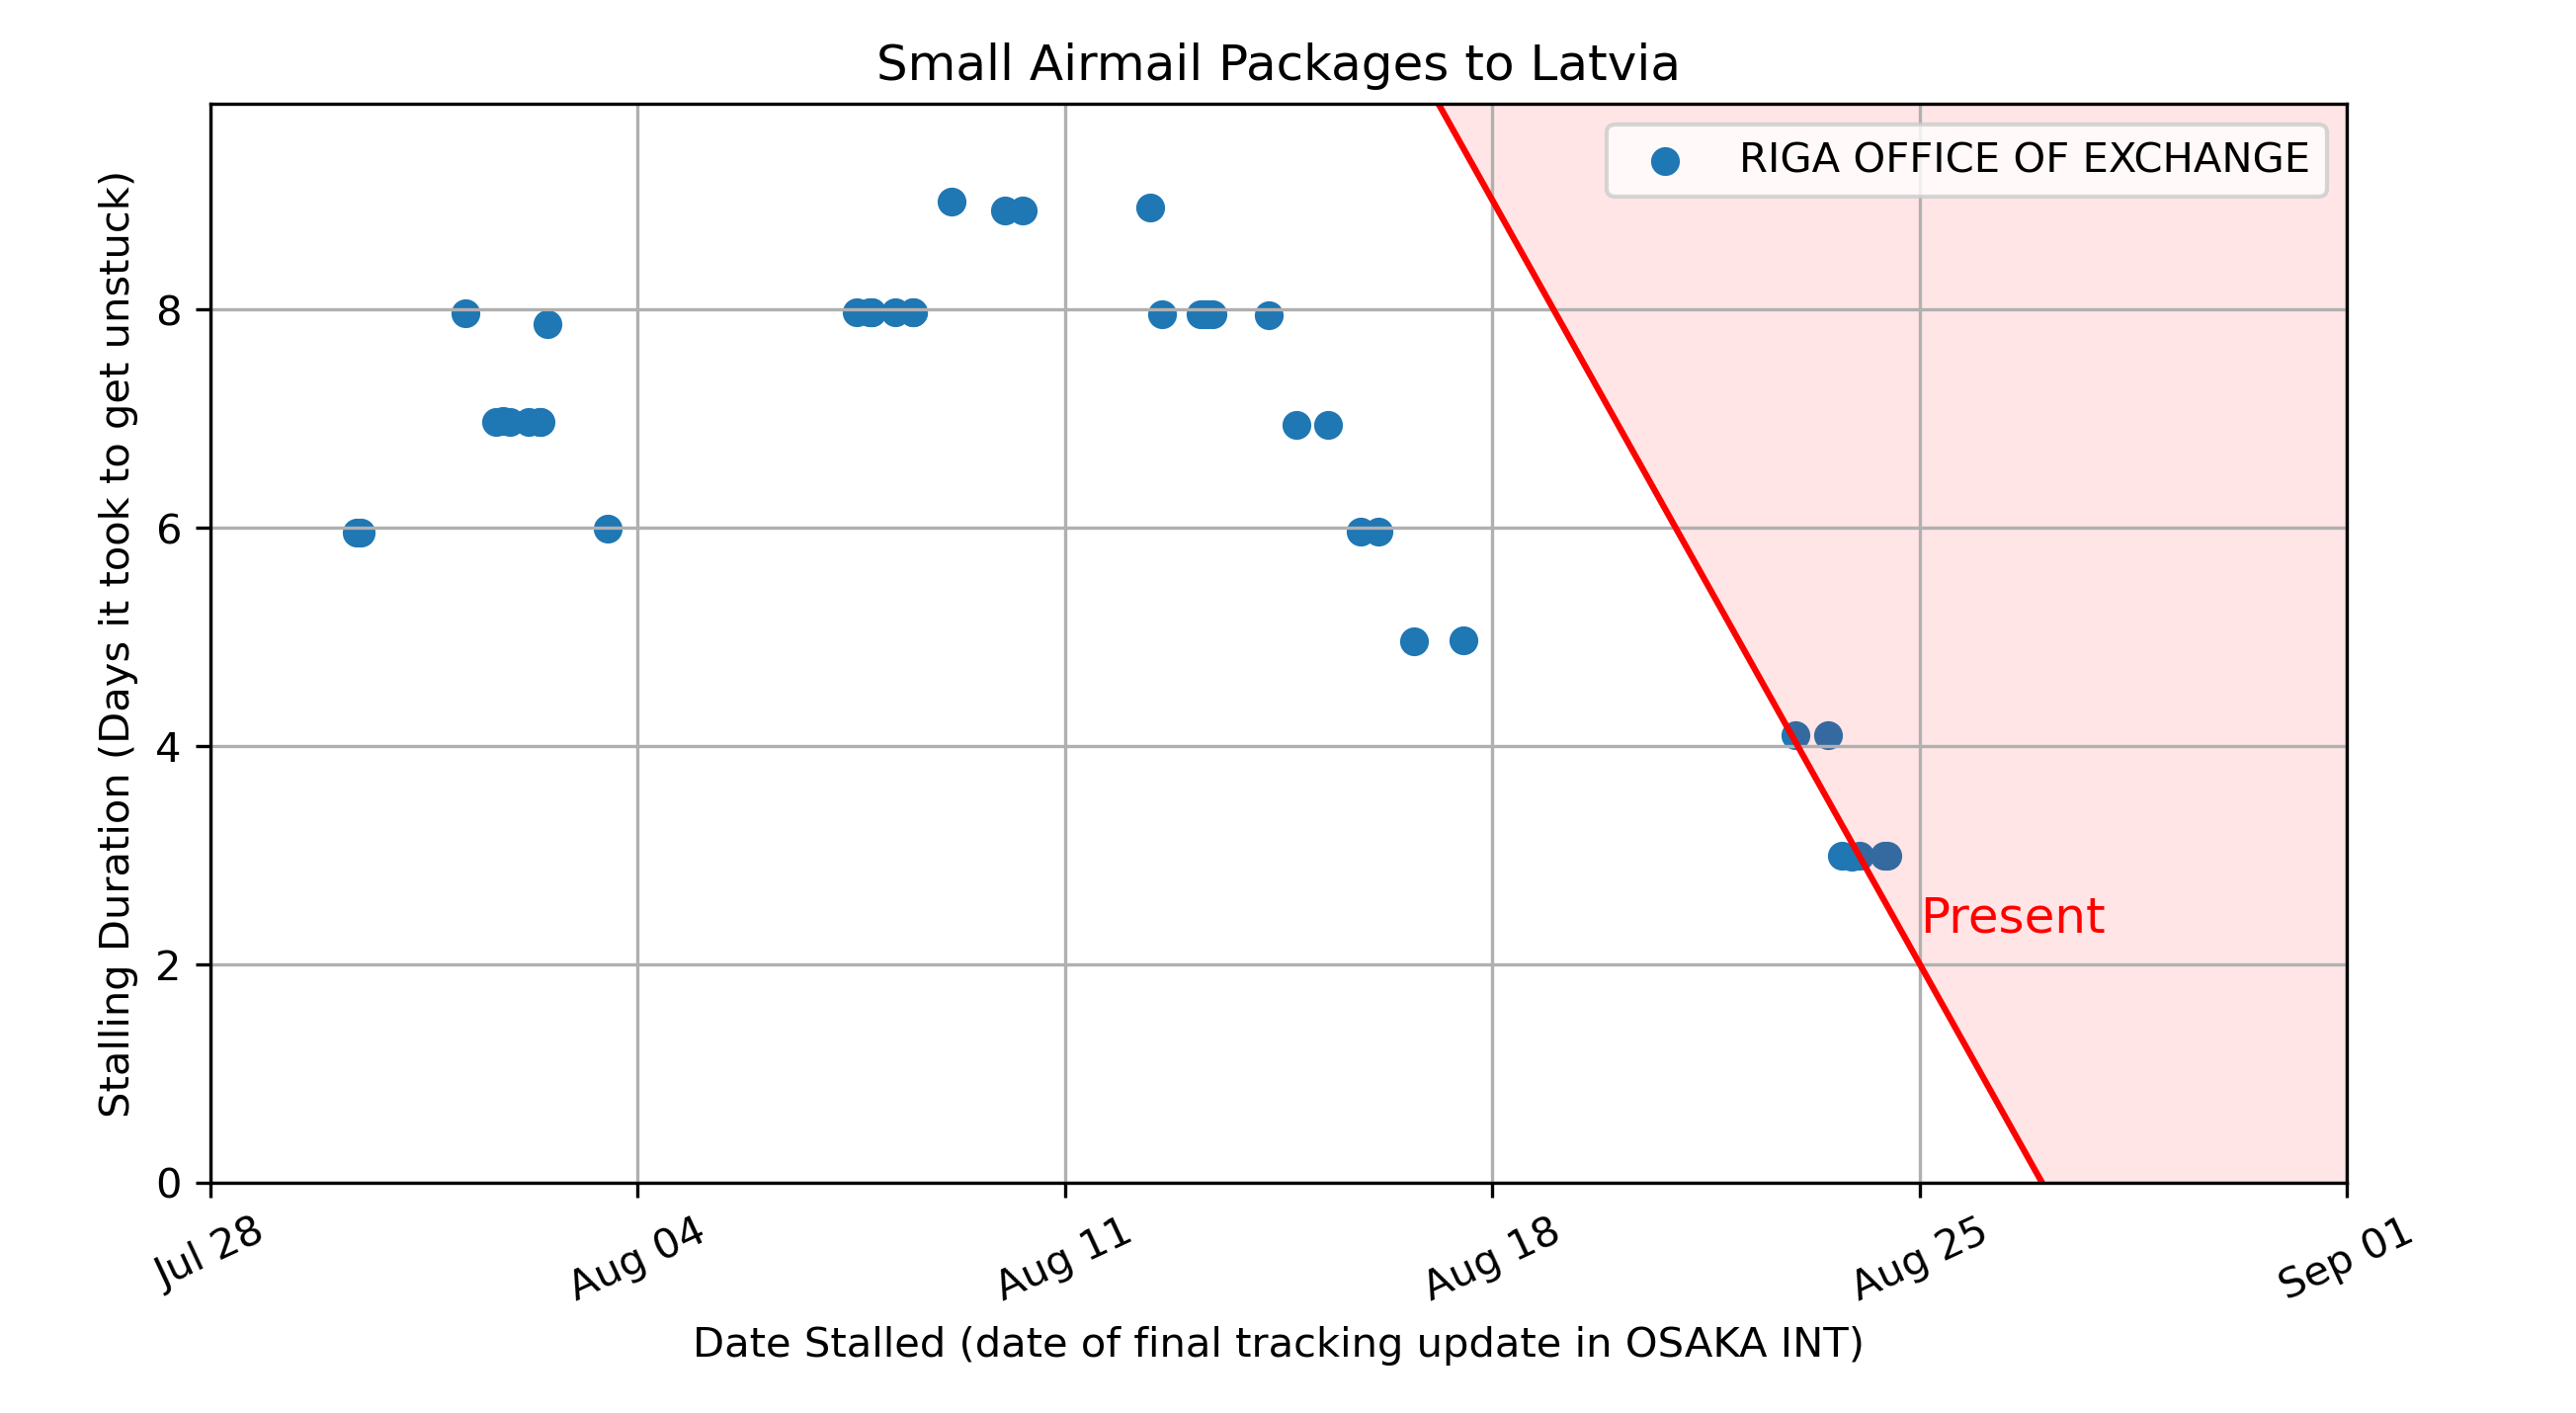 Small Airmail Packages to Latvia
RIGA OFFICE OF EXCHANGE
Stalling Duration (Days it took to get unstuck)
8
6
4
2
0
Present
Jul 28
Aug 04
Aug 11
Aug 18
Aug 25
Sep 01
Date Stalled (date of final tracking update in OSAKA INT)